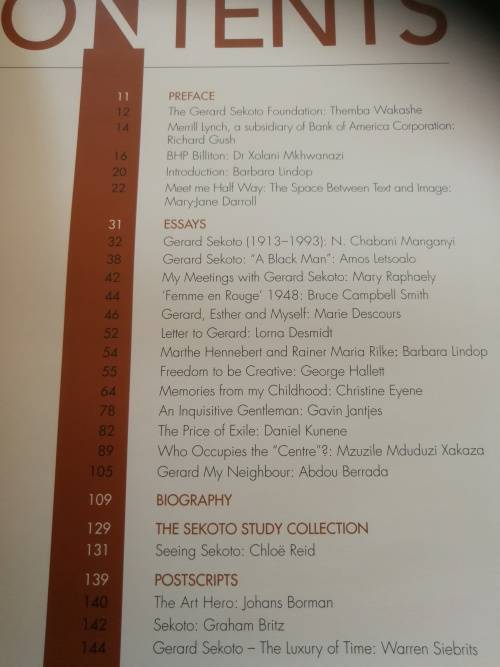 ONTENTS
11 PREFACE
12 The Gerard Sekoto Foundation: Themba Wakashe
14 Merrill Lynch, a subsidiary of Bank of America Corporation:
Richard Gush
16 BHP Billiton: Dr Xolani Mkhwanazi
20 Introduction: Barbara Lindop
22 Meet me Half Way: The Space Between Text and Image:
Mary-Jane Darroll
31 ESSAYS
32 Gerard Sekoto (1913–1993): N. Chabani Manganyi
38 Gerard Sekoto: “A Black Man”: Amos Letsoalo
42 My Meetings with Gerard Sekoto: Mary Raphaely
44 ‘Femme en Rouge’ 1948: Bruce Campbell Smith
46 Gerard, Esther and Myself: Marie Descours
52 Letter to Gerard: Lorna Desmidt
54 Marthe Hennebert and Rainer Maria Rilke: Barbara Lindop
55 Freedom to be Creative: George Hallett
64 Memories from my Childhood: Christine Eyene
78 An Inquisitive Gentleman: Gavin Jantjes
82 The Price of Exile: Daniel Kunene
89 Who Occupies the “Centre”?: Mzuzile Mduduzi Xakaza
105 Gerard My Neighbour: Abdou Berrada
109 BIOGRAPHY
129 THE SEKOTO STUDY COLLECTION
131 Seeing Sekoto: Chloë Reid
139 POSTSCRIPTS
140 The Art Hero: Johans Borman
142 Sekoto: Graham Britz
144 Gerard Sekoto – The Luxury of Time: Warren Siebrits